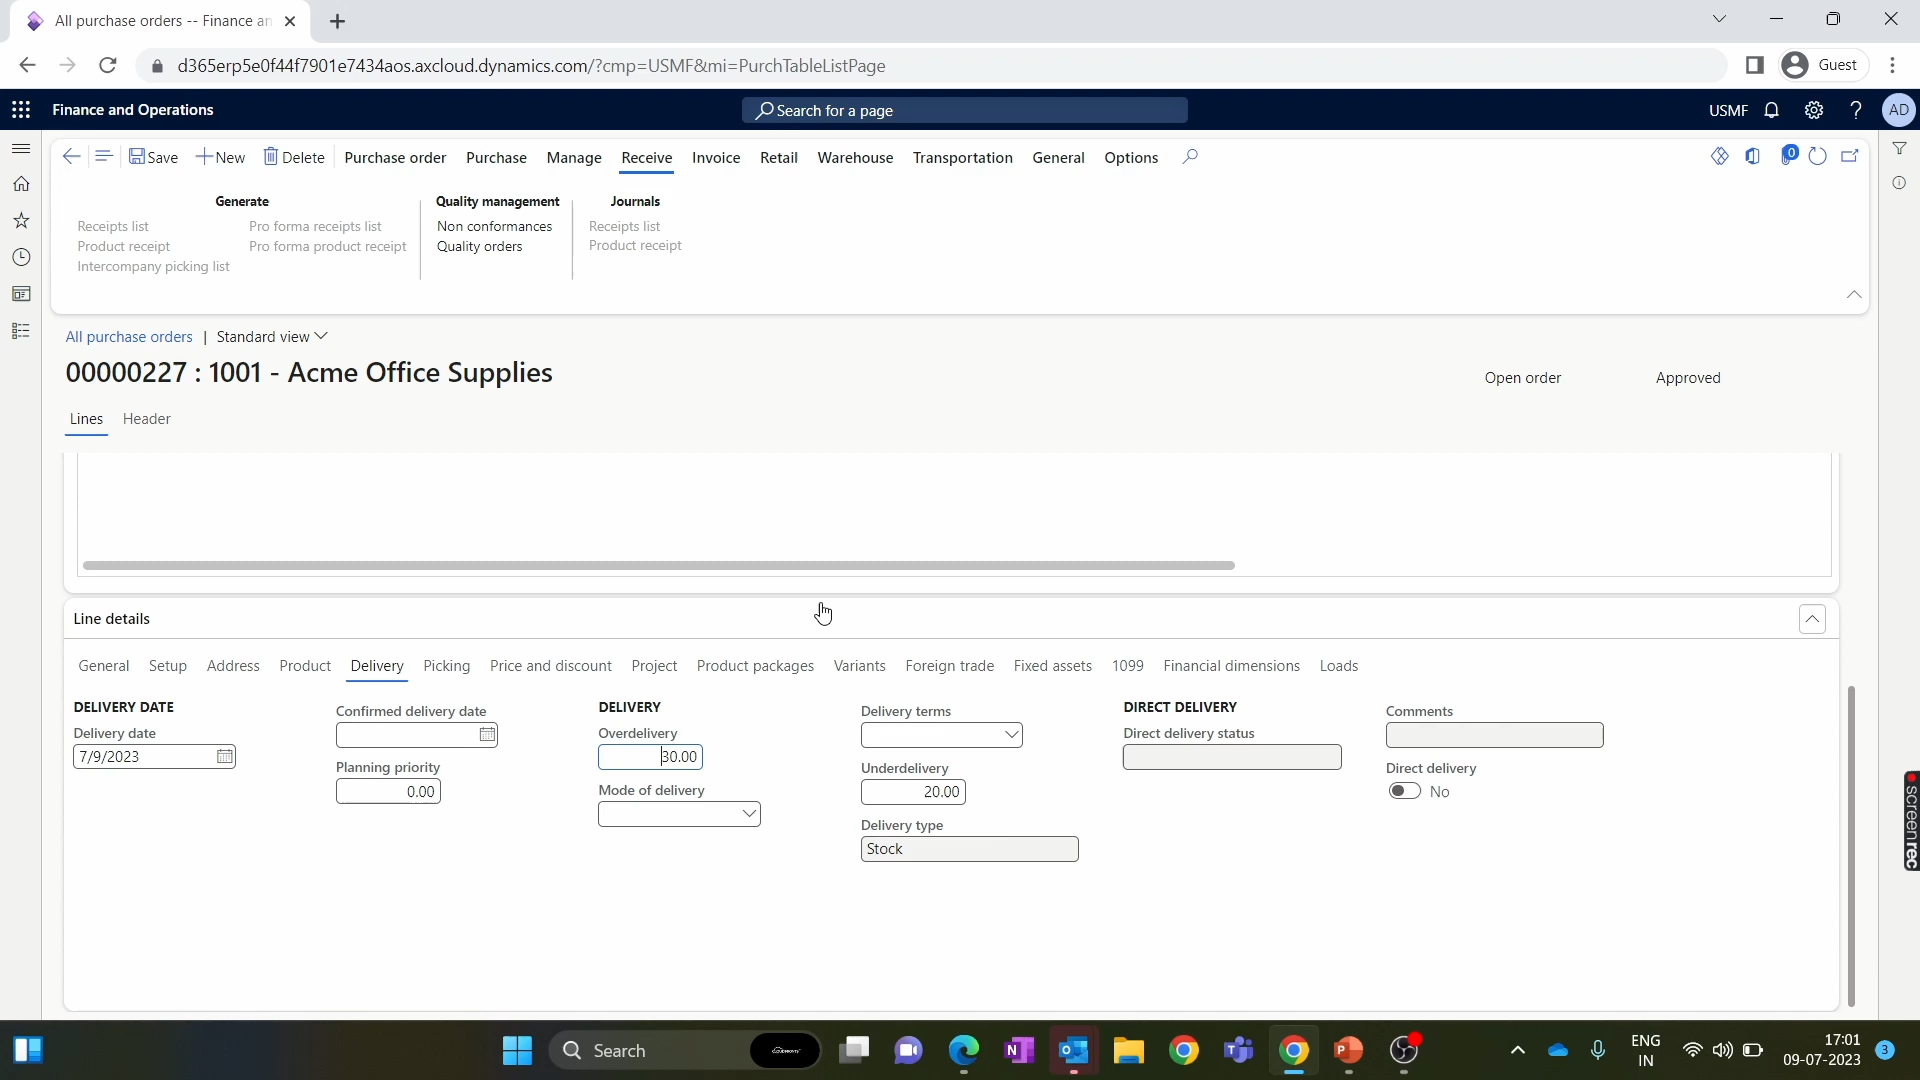 All purchase orders -- Finance an
d365erp5e0f44f7901e7434aos.axcloud.dynamics.com/?cmp=USMF&mi=PurchTableListPage
Guest
Finance and Operations
Search for a page
USMF
AD
Save
New
Delete
Purchase order
Purchase
Manage
Receive
Invoice
Retail
Warehouse
Transportation
General
Options
0
Generate
Receipts list
Pro forma receipts list
Product receipt
Pro forma product receipt
Intercompany picking list
Quality management
Non conformances
Quality orders
Journals
Receipts list
Product receipt
All purchase orders | Standard view
00000227 : 1001 - Acme Office Supplies
Open order
Approved
Lines
Header
Line details
General
Setup
Address
Product
Delivery
Picking
Price and discount
Project
Product packages
Variants
Foreign trade
Fixed assets
1099
Financial dimensions
Loads
DELIVERY DATE
Delivery date
7/9/2023
Confirmed delivery date
Planning priority
0.00
DELIVERY
Overdelivery
30.00
Mode of delivery
Delivery terms
Underdelivery
20.00
Delivery type
Stock
DIRECT DELIVERY
Direct delivery status
Comments
Direct delivery
No
screenrec
Search
ENG
IN
17:01
09-07-2023
3